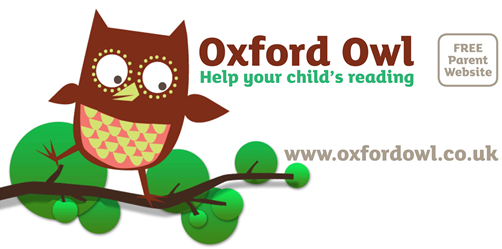 Oxford Owl
Help your child's reading
FREE
Parent
Website
www.oxfordowl.co.uk